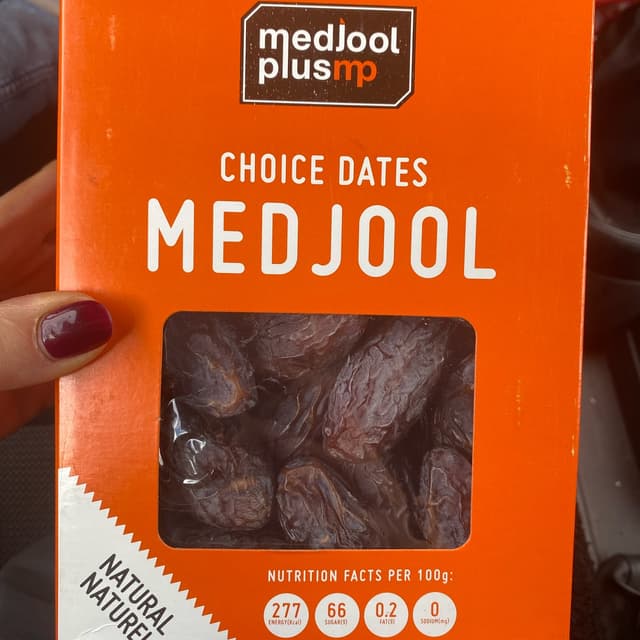 medjool
plusmp
CHOICE DATES
MEDJOOL
NATURAL
NUTRITION FACTS PER 100g:
277 66 0.2 0
ENERGY(Kcal) SUGAR(g) FAT(g) SODIUM(mg)